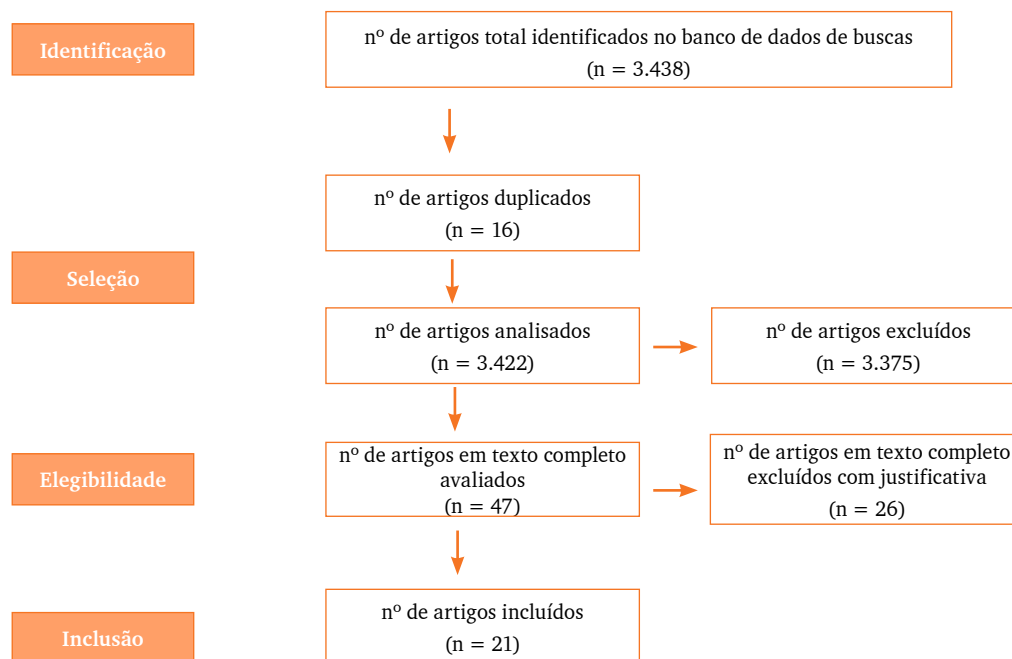 Identificação
nº de artigos total identificados no banco de dados de buscas
(n = 3.438)
nº de artigos duplicados
(n = 16)
Seleção
nº de artigos analisados
(n = 3.422)
nº de artigos excluídos
(n = 3.375)
Elegibilidade
nº de artigos em texto completo
avaliados
(n = 47)
nº de artigos em texto completo
excluídos com justificativa
(n = 26)
Inclusão
nº de artigos incluídos
(n = 21)